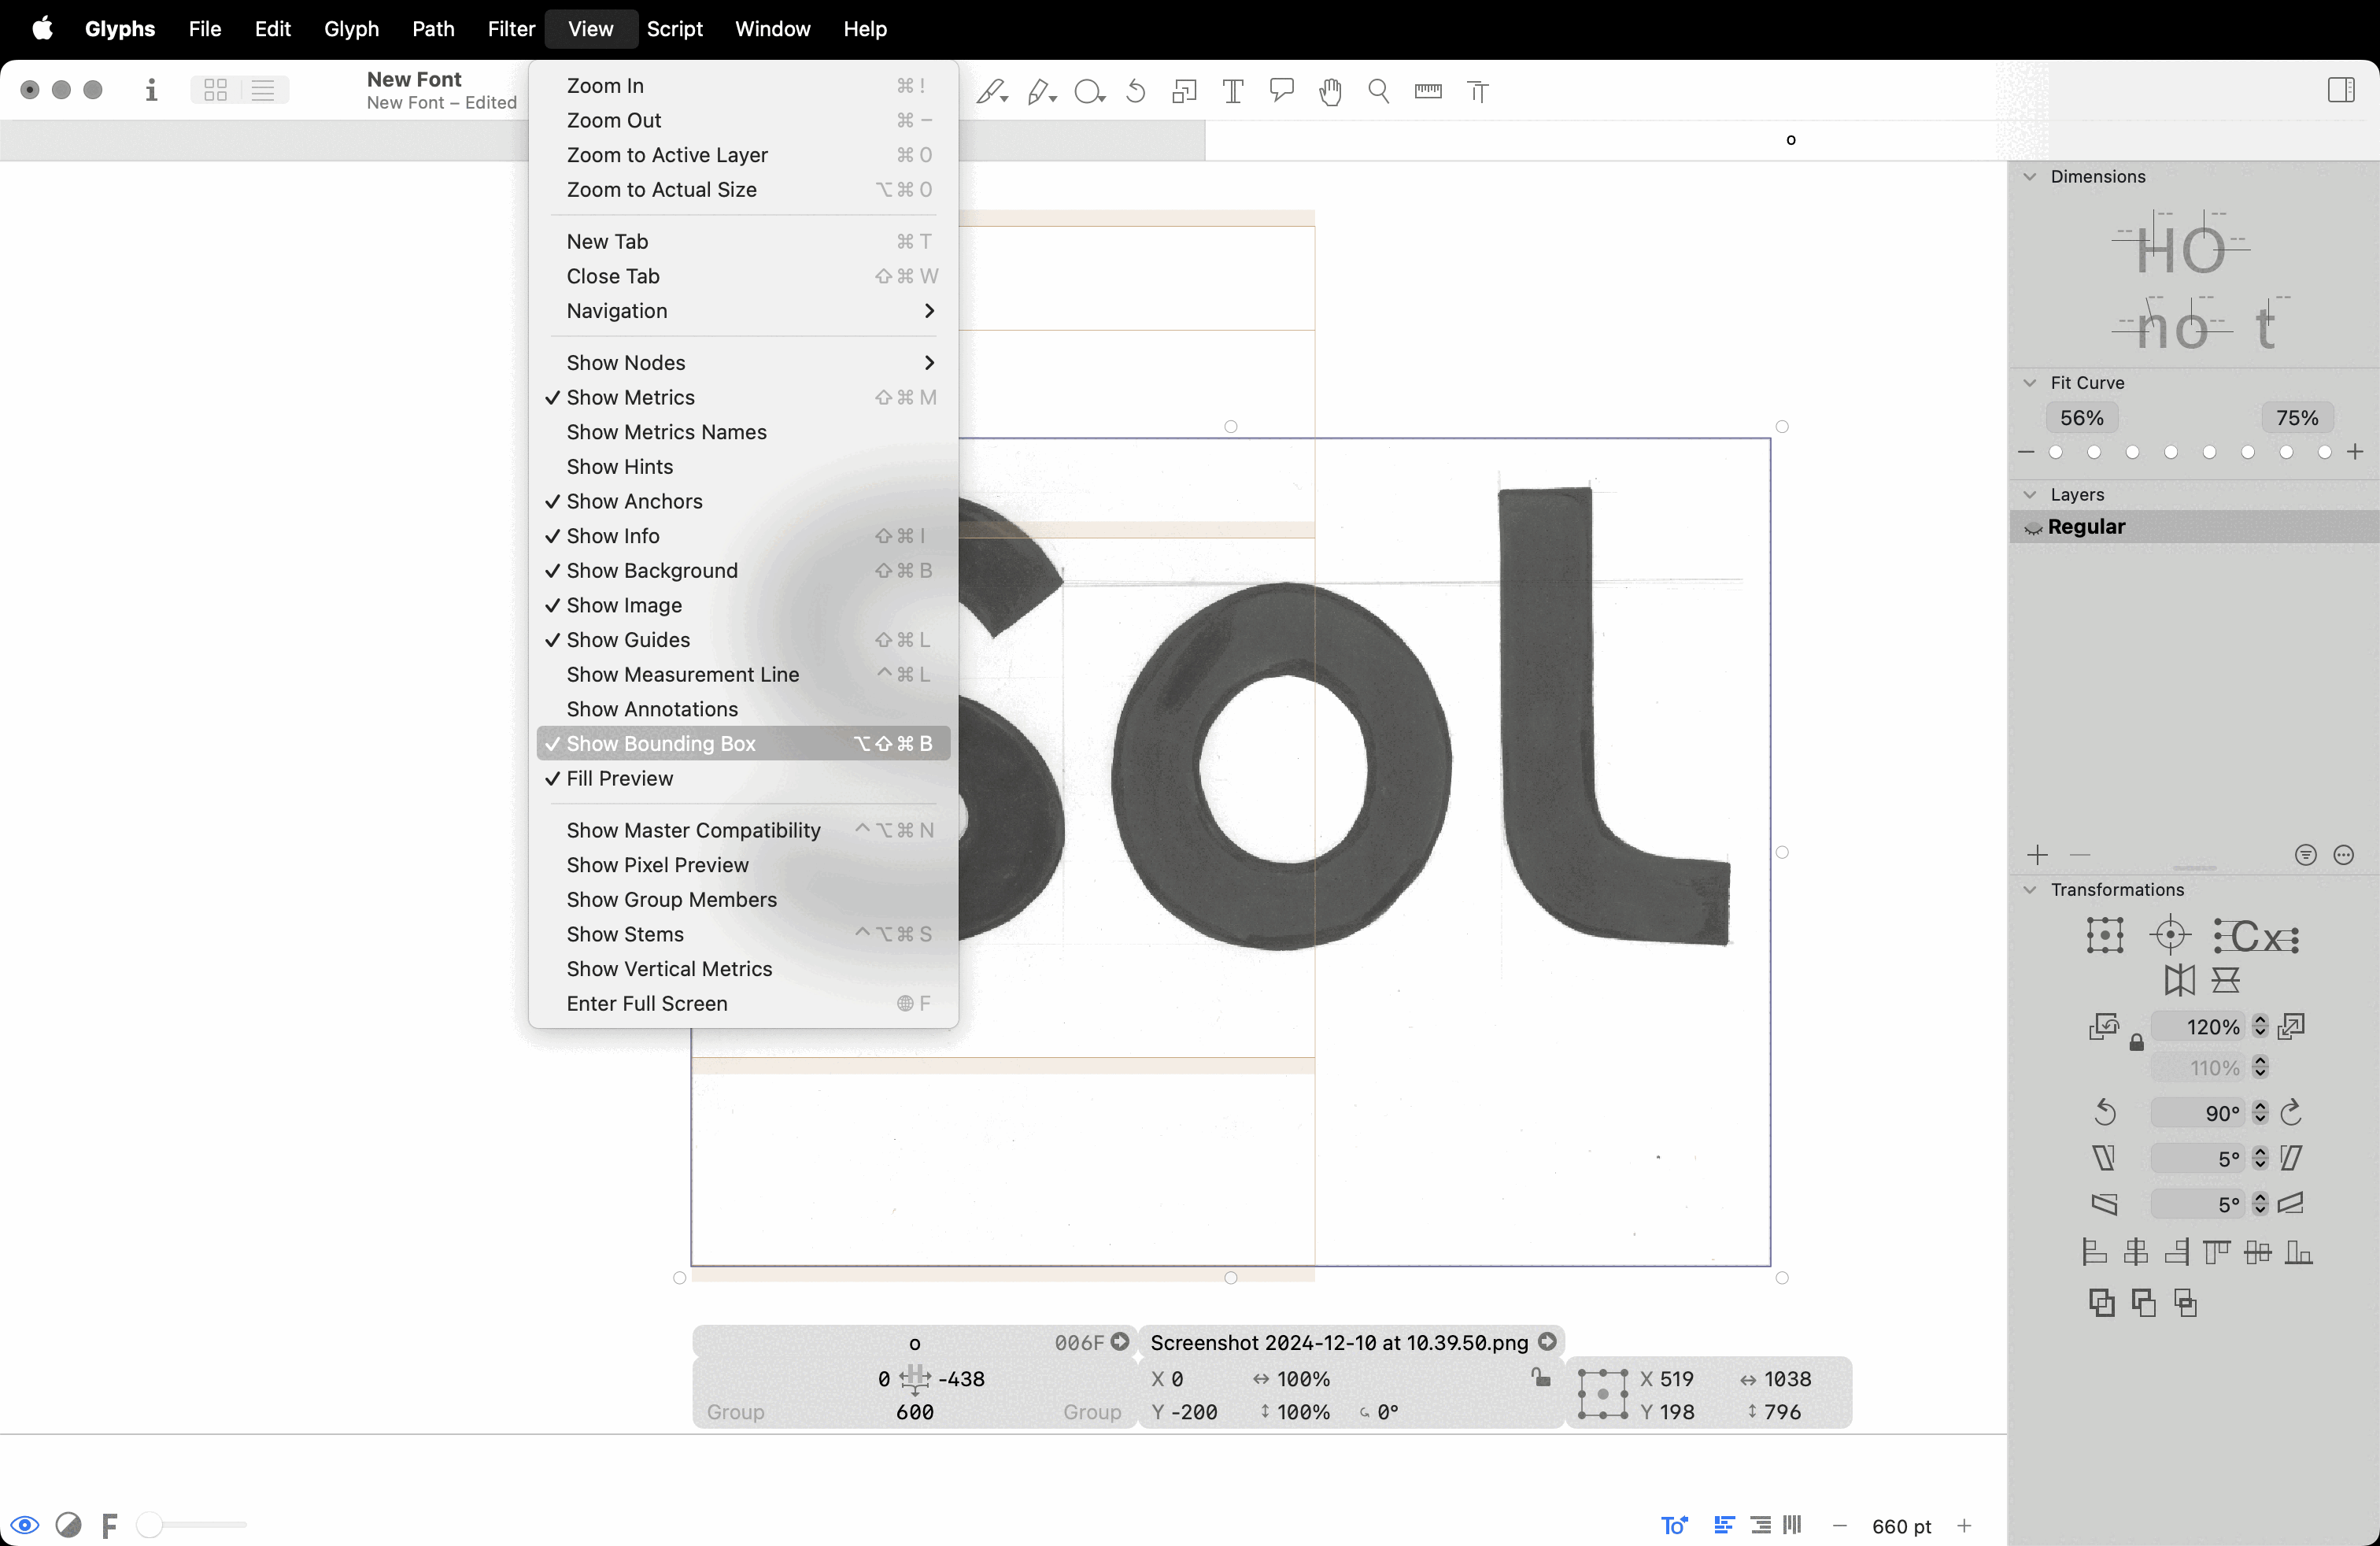 Glyphs File Edit Glyph Path Filter View Script Window Help
New Font
New Font – Edited
o
Zoom In ⌘ !
Zoom Out ⌘ −
Zoom to Active Layer ⌘ 0
Zoom to Actual Size ⌥ ⌘ 0
New Tab ⌘ T
Close Tab ⇧ ⌘ W
Navigation
Show Nodes
✓ Show Metrics ⇧ ⌘ M
Show Metrics Names
Show Hints
✓ Show Anchors
✓ Show Info ⇧ ⌘ I
✓ Show Background ⇧ ⌘ B
✓ Show Image
✓ Show Guides ⇧ ⌘ L
Show Measurement Line ^ ⌘ L
Show Annotations
✓ Show Bounding Box ⌥ ⇧ ⌘ B
✓ Fill Preview
Show Master Compatibility ^ ⌥ ⌘ N
Show Pixel Preview
Show Group Members
Show Stems ^ ⌥ ⌘ S
Show Vertical Metrics
Enter Full Screen F
SOL
o 006F
0 H -438
Group 600 Group
Screenshot 2024-12-10 at 10.39.50.png
X 0 ↔ 100%
Y -200 ↕ 100% 0°
X 519 ↔ 1038
Y 198 ↕ 796
Dimensions
HO
no t
Fit Curve
56% 75%
Layers
Regular
Transformations
Cx
120%
110%
90°
5°
5°
F
To
− 660 pt +